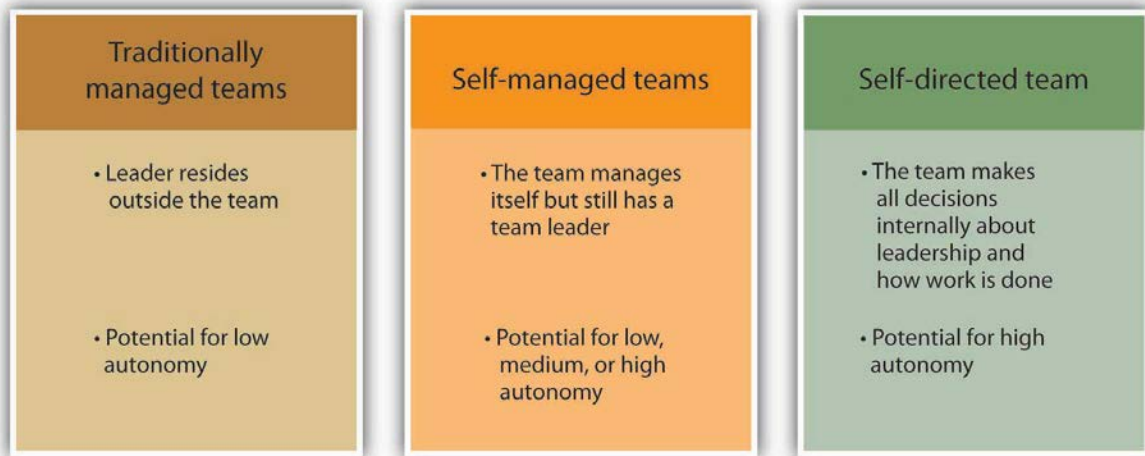 Traditionally
managed teams
• Leader resides
outside the team
• Potential for low
autonomy
Self-managed teams
• The team manages
itself but still has a
team leader
• Potential for low,
medium, or high
autonomy
Self-directed team
• The team makes
all decisions
internally about
leadership and
how work is done
• Potential for high
autonomy